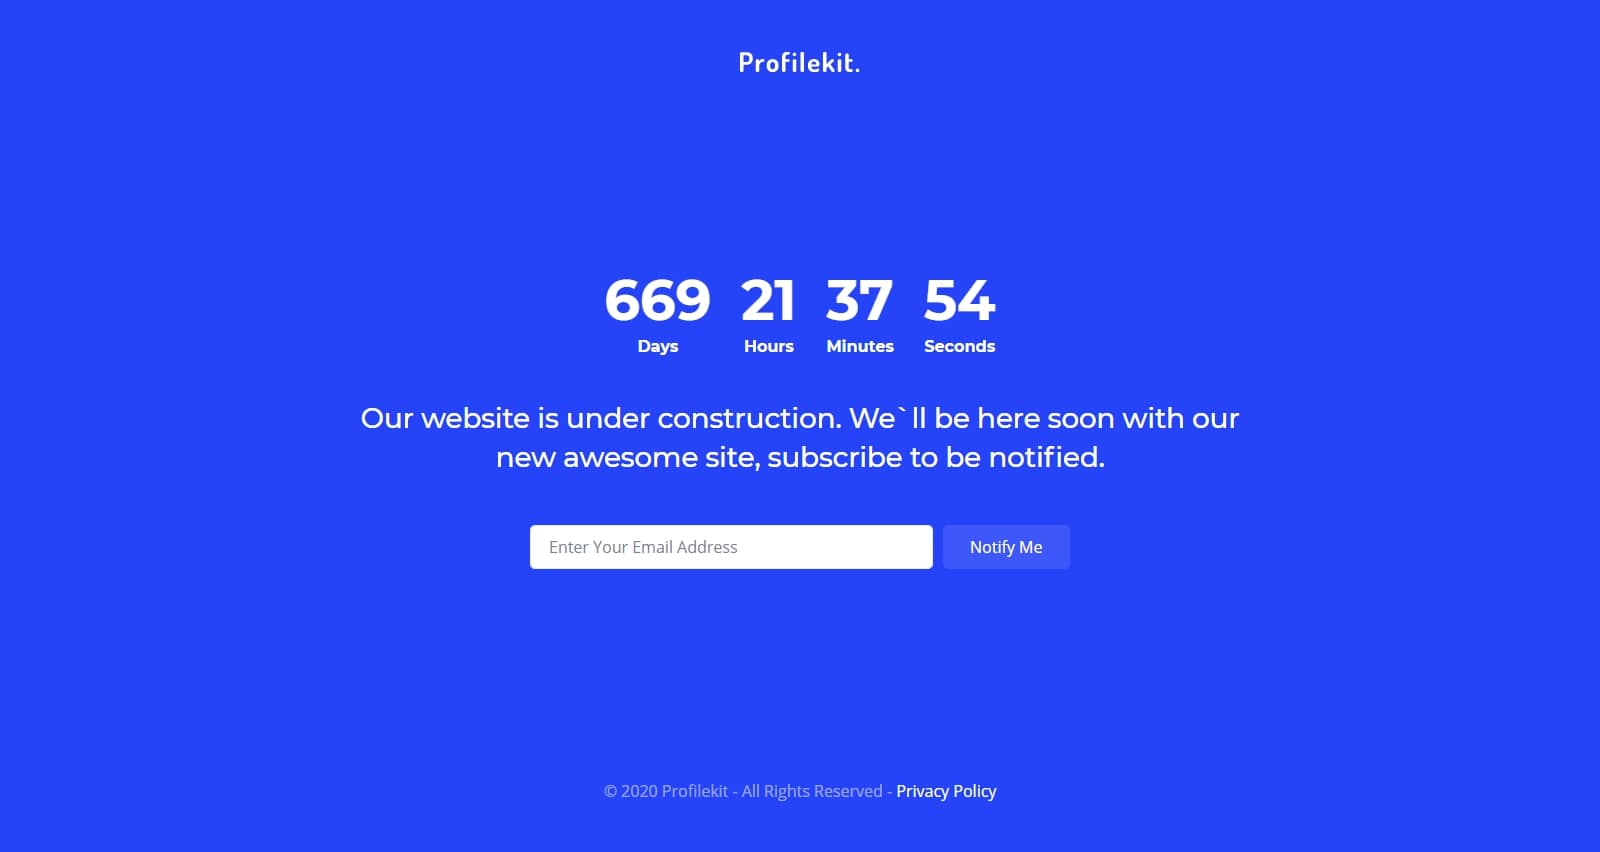 Profilekit.
669 21 37 54
Days Hours Minutes Seconds
Our website is under construction. We`ll be here soon with our
new awesome site, subscribe to be notified.
Enter Your Email Address Notify Me
© 2020 Profilekit - All Rights Reserved - Privacy Policy